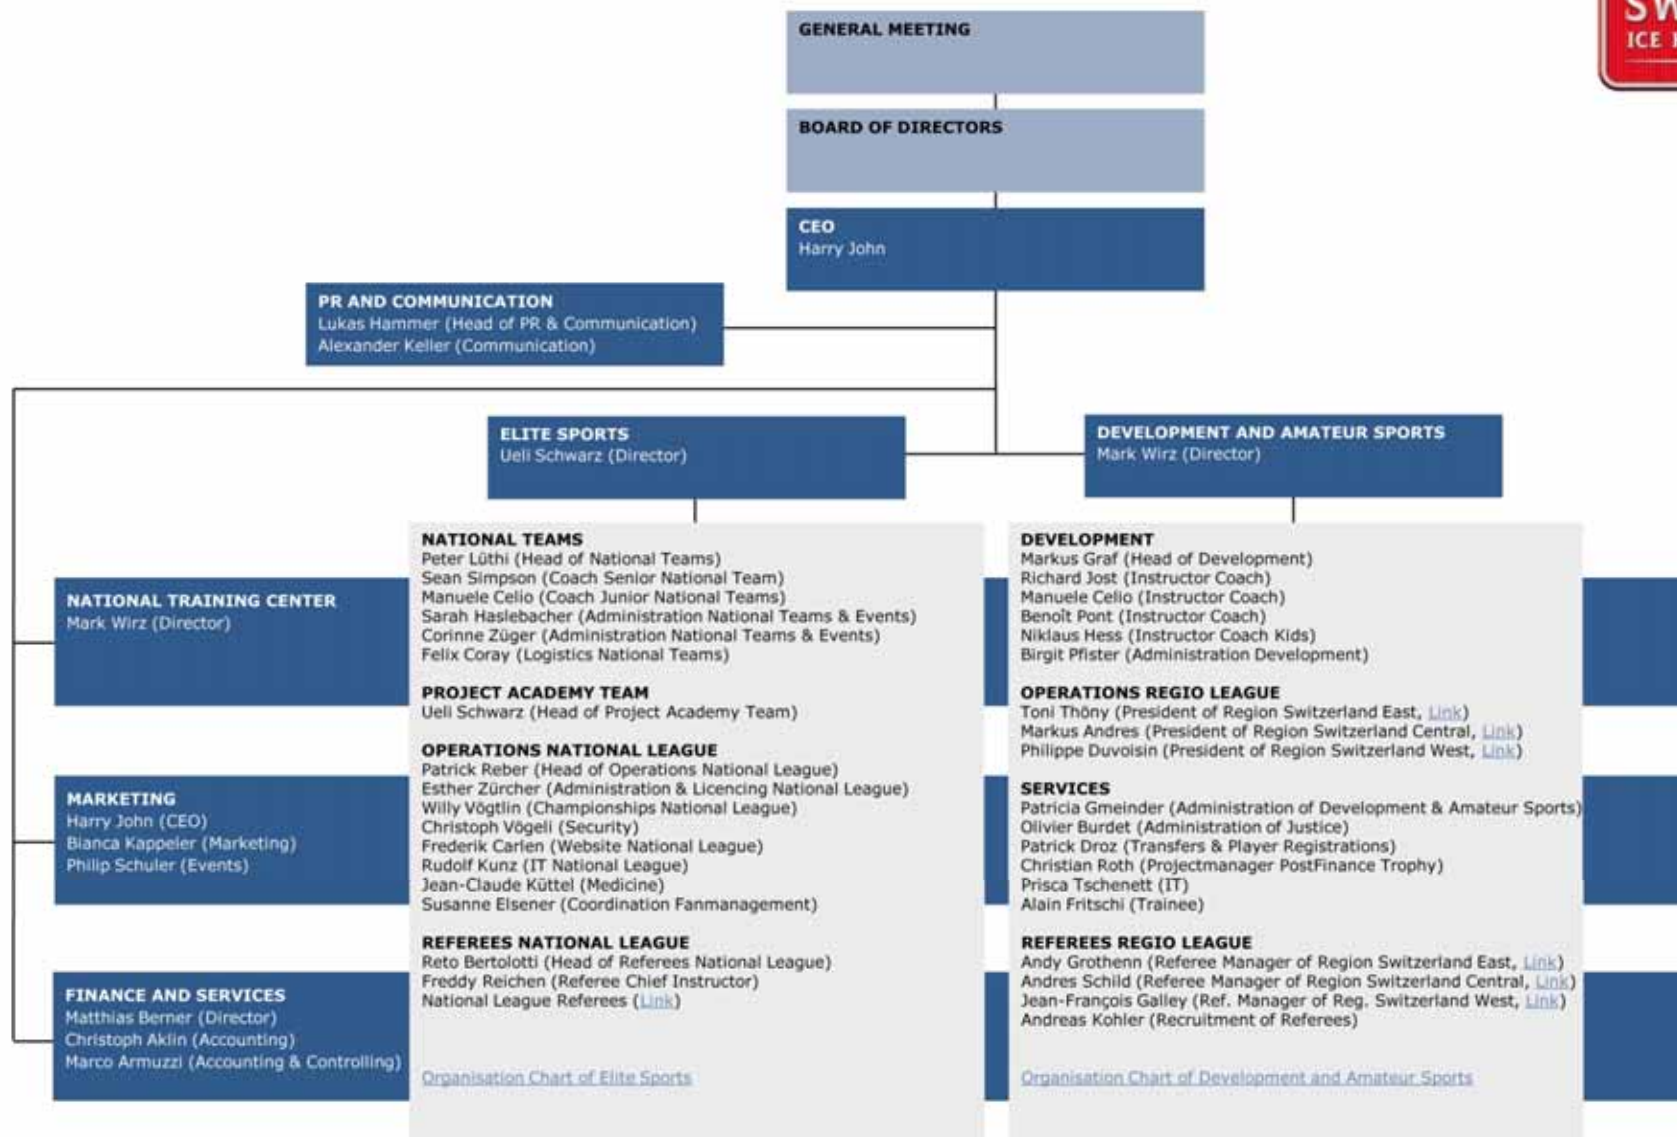 SW
ICE
GENERAL MEETING
BOARD OF DIRECTORS
CEO
Harry John
PR AND COMMUNICATION
Lukas Hammer (Head of PR & Communication)
Alexander Keller (Communication)
ELITE SPORTS
Ueli Schwarz (Director)
DEVELOPMENT AND AMATEUR SPORTS
Mark Wirz (Director)
NATIONAL TRAINING CENTER
Mark Wirz (Director)
MARKETING
Harry John (CEO)
Bianca Kappeler (Marketing)
Philip Schuler (Events)
FINANCE AND SERVICES
Matthias Berner (Director)
Christoph Aklin (Accounting)
Marco Armuzzi (Accounting & Controlling)
NATIONAL TEAMS
Peter Lüthi (Head of National Teams)
Sean Simpson (Coach Senior National Team)
Manuele Celio (Coach Junior National Teams)
Sarah Haslebacher (Administration National Teams & Events)
Corinne Züger (Administration National Teams & Events)
Felix Coray (Logistics National Teams)
PROJECT ACADEMY TEAM
Ueli Schwarz (Head of Project Academy Team)
OPERATIONS NATIONAL LEAGUE
Patrick Reber (Head of Operations National League)
Esther Zürcher (Administration & Licencing National League)
Willy Vögtlin (Championships National League)
Christoph Vögeli (Security)
Frederik Carlen (Website National League)
Rudolf Kunz (IT National League)
Jean-Claude Küttel (Medicine)
Susanne Elsener (Coordination Fanmanagement)
REFEREES NATIONAL LEAGUE
Reto Bertolotti (Head of Referees National League)
Freddy Reichen (Referee Chief Instructor)
National League Referees (Link)
Organisation Chart of Elite Sports
DEVELOPMENT
Markus Graf (Head of Development)
Richard Jost (Instructor Coach)
Manuele Celio (Instructor Coach)
Benoît Pont (Instructor Coach)
Niklaus Hess (Instructor Coach Kids)
Birgit Pfister (Administration Development)
OPERATIONS REGIO LEAGUE
Toni Thöny (President of Region Switzerland East, Link)
Markus Andres (President of Region Switzerland Central, Link)
Philippe Duvoisin (President of Region Switzerland West, Link)
SERVICES
Patricia Gmeinder (Administration of Development & Amateur Sports)
Olivier Burdet (Administration of Justice)
Patrick Droz (Transfers & Player Registrations)
Christian Roth (Projectmanager PostFinance Trophy)
Prisca Tschenett (IT)
Alain Fritschi (Trainee)
REFEREES REGIO LEAGUE
Andy Grothenn (Referee Manager of Region Switzerland East, Link)
Andres Schild (Referee Manager of Region Switzerland Central, Link)
Jean-François Galley (Ref. Manager of Reg. Switzerland West, Link)
Andreas Kohler (Recruitment of Referees)
Organisation Chart of Development and Amateur Sports